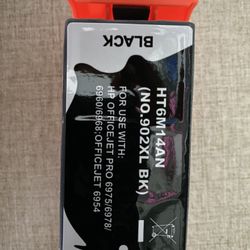 BLACK
HT6M14AN
(NO.902XL BK)
FOR USE WITH:
HP OFFICEJET PRO 6975/6978/
6960/6968;OFFICEJET 6954